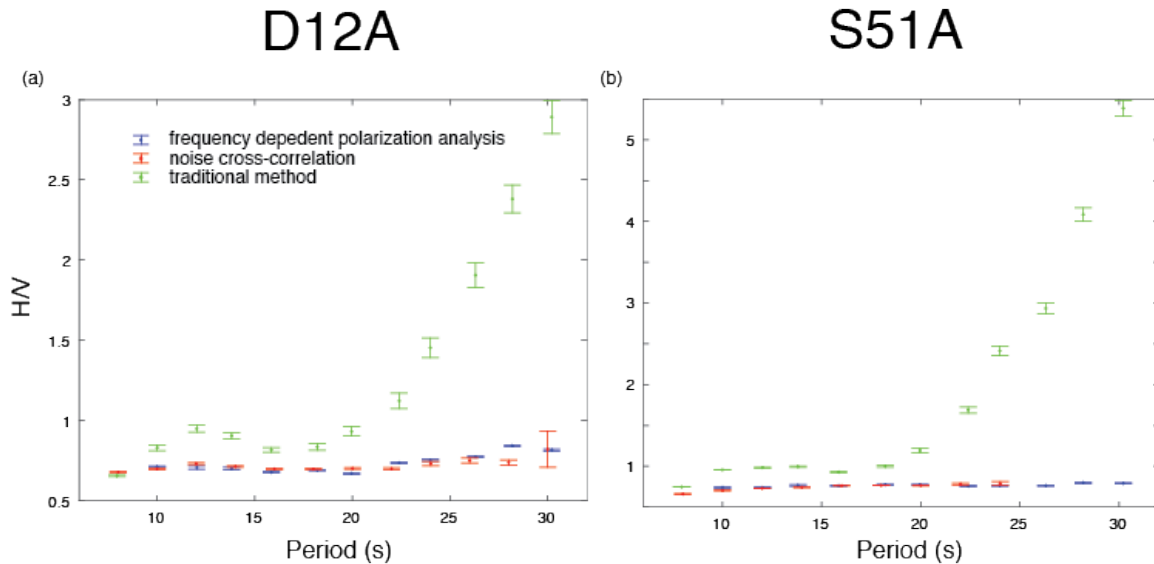 D12A
S51A
(a)
(b)
3
2.5
2
1.5
1
0.5
H/V
frequency depedent polarization analysis
noise cross-correlation
traditional method
10
15
20
25
30
Period (s)
5
4
3
2
1
10
15
20
25
30
Period (s)